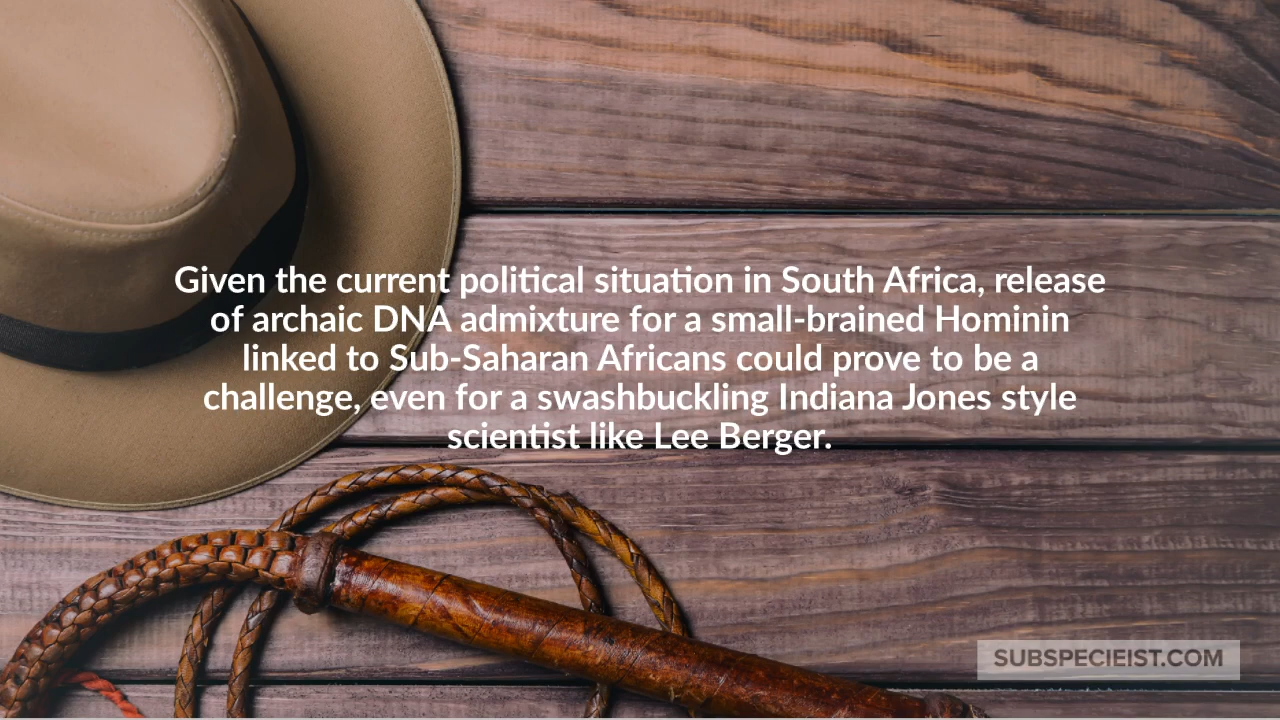 Given the current political situation in South Africa, release
of archaic DNA admixture for a small-brained Hominin
linked to Sub-Saharan Africans could prove to be a
challenge, even for a swashbuckling Indiana Jones style
scientist like Lee Berger.
SUBSPECIEIST.COM